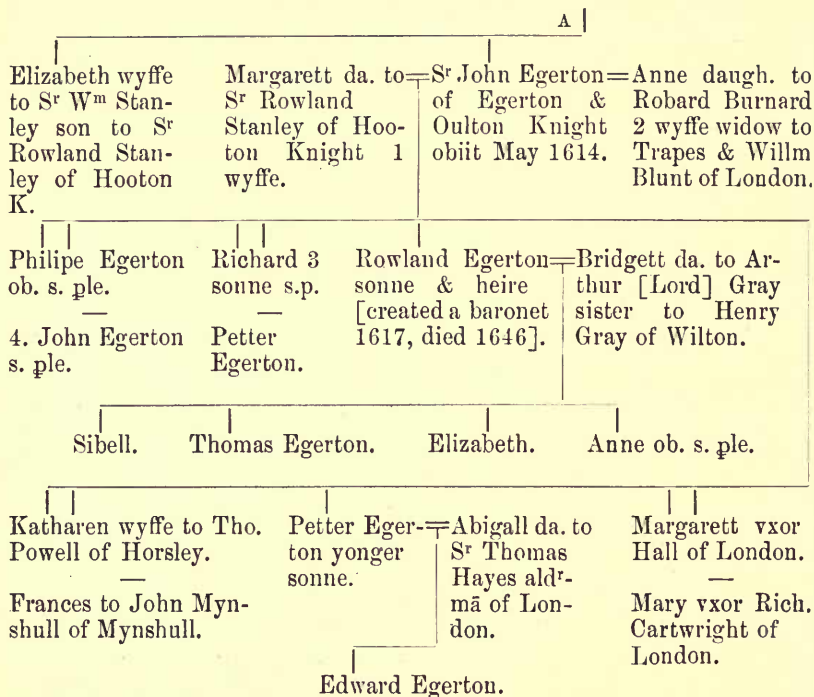 A
Elizabeth wyffe
to Sʳ Wᵐ Stan-
ley son to Sʳ
Rowland Stan-
ley of Hooton
K.
Margarett da. to
Sʳ Rowland
Stanley of Hoo-
ton Knight 1
wyffe.
Sʳ John Egerton
of Egerton &
Oulton Knight
obiit May 1614.
Anne daugh. to
Robard Burnard
2 wyffe widow to
Trapes & Willm
Blunt of London.
Philipe Egerton
ob. s. ꝑle.
—
4. John Egerton
s. ꝑle.
Richard 3
sonne s.p.
—
Petter
Egerton.
Rowland Egerton
sonne & heire
[created a baronet
1617, died 1646].
Bridgett da. to Ar-
thur [Lord] Gray
sister to Henry
Gray of Wilton.
Sibell.
Thomas Egerton.
Elizabeth.
Anne ob. s. ꝑle.
Katharen wyffe to Tho.
Powell of Horsley.
—
Frances to John Myn-
shull of Mynshull.
Petter Eger-
ton yonger
sonne.
Abigall da. to
Sʳ Thomas
Hayes aldʳ-
mā of Lon-
don.
Margarett vxor
Hall of London.
—
Mary vxor Rich.
Cartwright of
London.
Edward Egerton.